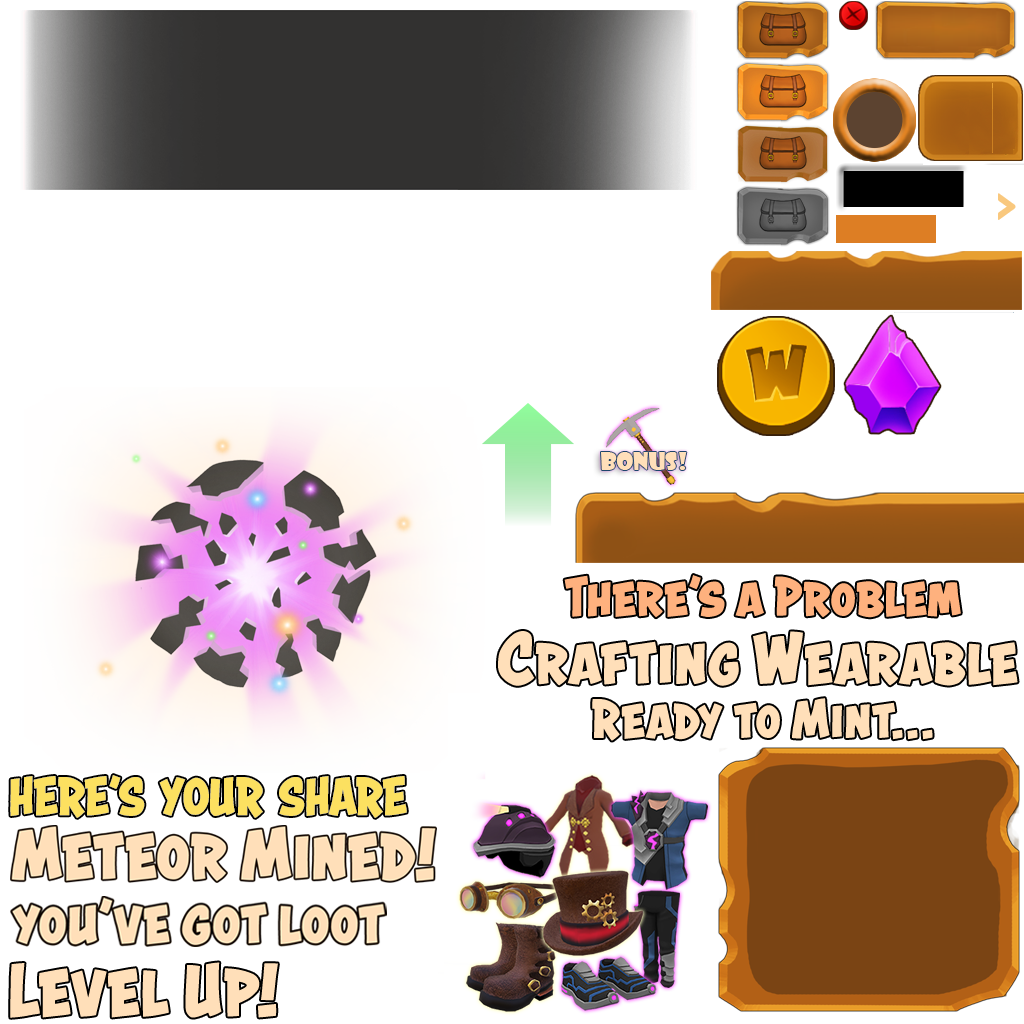 W
BONUS!
THERE'S A PROBLEM
CRAFTING WEARABLE
READY TO MINT...
HERE'S YOUR SHARE
METEOR MINED!
YOU'VE GOT LOOT
LEVEL UP!